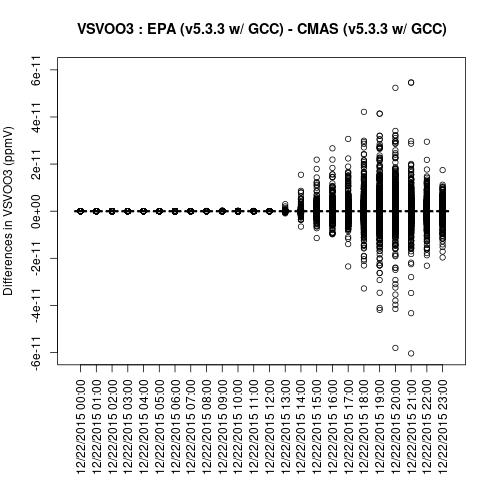 VSVOO3 : EPA (v5.3.3 w/ GCC) - CMAS (v5.3.3 w/ GCC)
Differences in VSVOO3 (ppmV)
6e-11
4e-11
2e-11
0e+00
-2e-11
-4e-11
-6e-11
12/22/2015 00:00
12/22/2015 01:00
12/22/2015 02:00
12/22/2015 03:00
12/22/2015 04:00
12/22/2015 05:00
12/22/2015 06:00
12/22/2015 07:00
12/22/2015 08:00
12/22/2015 09:00
12/22/2015 10:00
12/22/2015 11:00
12/22/2015 12:00
12/22/2015 13:00
12/22/2015 14:00
12/22/2015 15:00
12/22/2015 16:00
12/22/2015 17:00
12/22/2015 18:00
12/22/2015 19:00
12/22/2015 20:00
12/22/2015 21:00
12/22/2015 22:00
12/22/2015 23:00